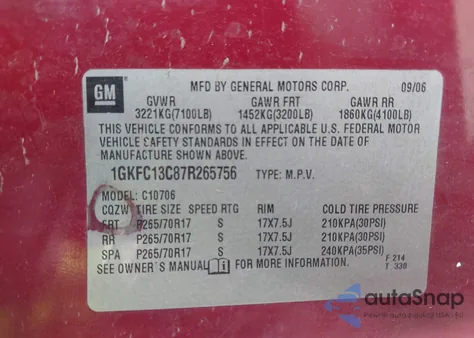 GM
MFD BY GENERAL MOTORS CORP. 09/06
GVWR GAWR FRT GAWR RR
3221KG(7100LB) 1452KG(3200LB) 1860KG(4100LB)
THIS VEHICLE CONFORMS TO ALL APPLICABLE U.S. FEDERAL MOTOR
VEHICLE SAFETY STANDARDS IN EFFECT ON THE DATE OF
MANUFACTURE SHOWN ABOVE.
1GKFC13C87R265756 TYPE: M.P.V.
MODEL: C10706
COZW TIRE SIZE SPEED RTG RIM COLD TIRE PRESSURE
FRT P265/70R17 S 17X7.5J 210KPA(30PSI)
RR P265/70R17 S 17X7.5J 210KPA(30PSI)
SPA P265/70R17 S 17X7.5J 240KPA(35PSI)
SEE OWNER'S MANUAL FOR MORE INFORMATION.
F 214
T 330
autoSnap